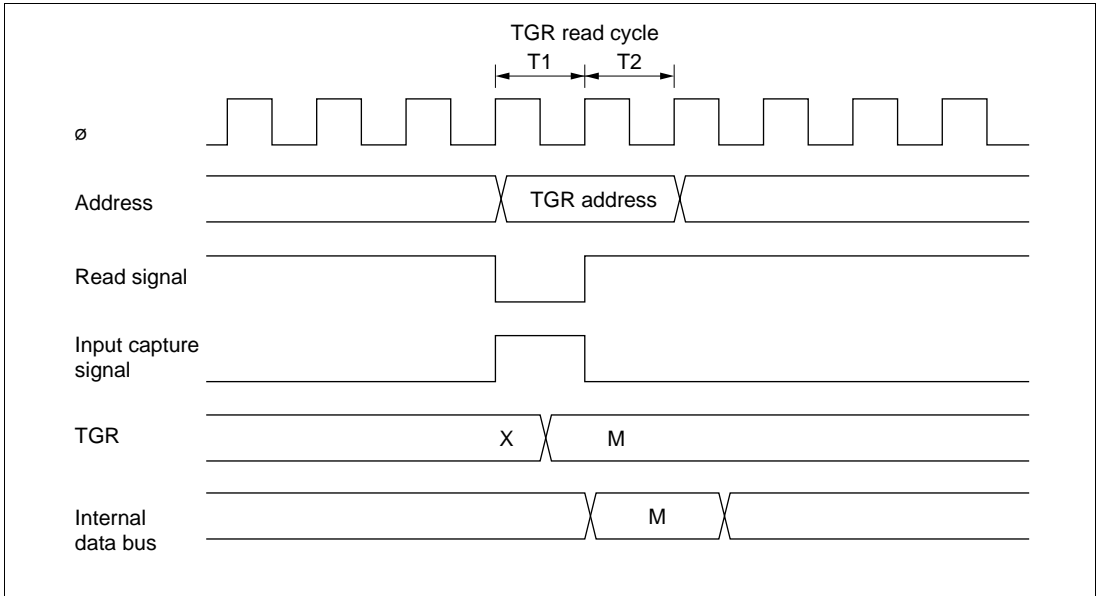 TGR read cycle
T1 T2
ø
Address
TGR address
Read signal
Input capture
signal
TGR
X M
Internal
data bus
M